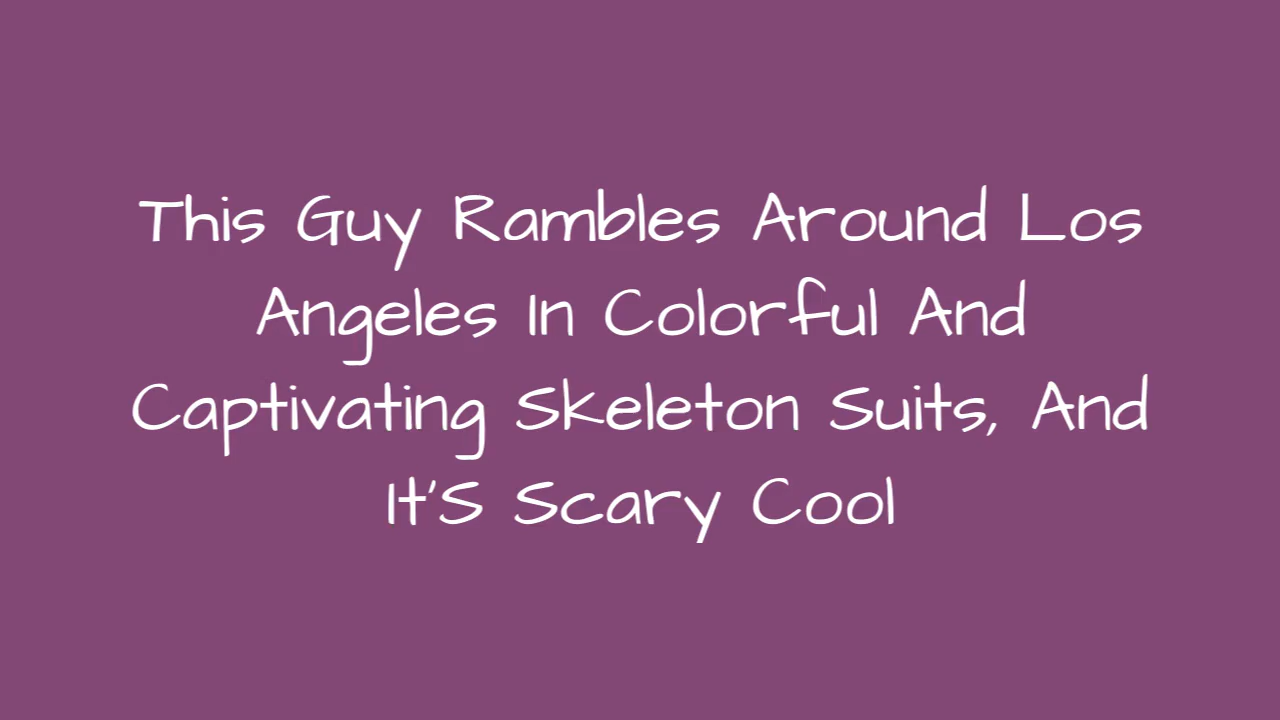 This Guy Rambles Around Los
Angeles In Colorful And
Captivating Skeleton Suits, And
It'S Scary Cool